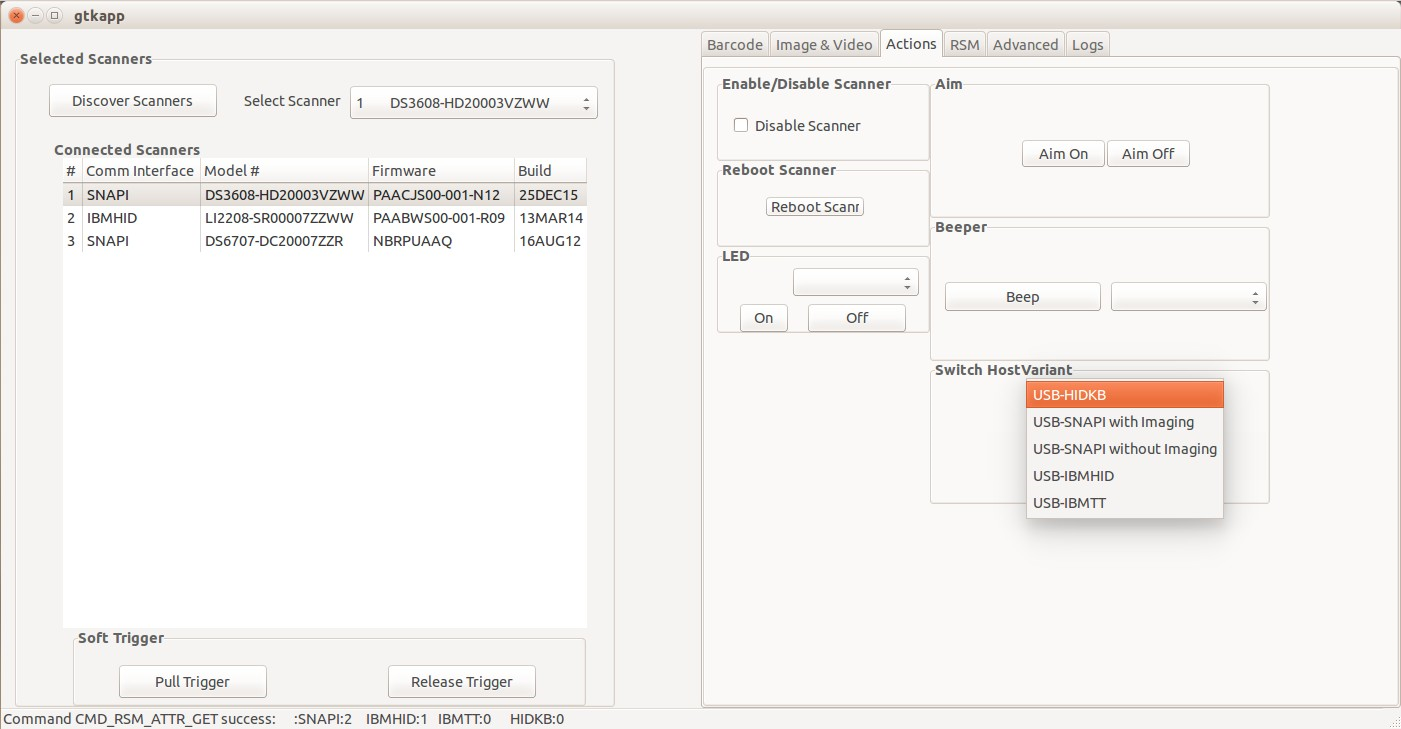 gtkapp
Selected Scanners
Discover Scanners
Select Scanner
1 DS3608-HD20003VZWW
Connected Scanners
# Comm Interface Model # Firmware Build
1 SNAPI DS3608-HD20003VZWW PAACJS00-001-N12 25DEC15
2 IBMHID LI2208-SR00007ZZWW PAABWS00-001-R09 13MAR14
3 SNAPI DS6707-DC20007ZZR NBRPUAAQ 16AUG12
Soft Trigger
Pull Trigger
Release Trigger
Barcode Image & Video Actions RSM Advanced Logs
Enable/Disable Scanner
Disable Scanner
Reboot Scanner
Reboot Scanr
LED
On
Off
Aim
Aim On
Aim Off
Beeper
Beep
Switch HostVariant
USB-HIDKB
USB-SNAPI with Imaging
USB-SNAPI without Imaging
USB-IBMHID
USB-IBMTT
Command CMD_RSM_ATTR_GET success: :SNAPI:2 IBMHID:1 IBMTT:0 HIDKB:0